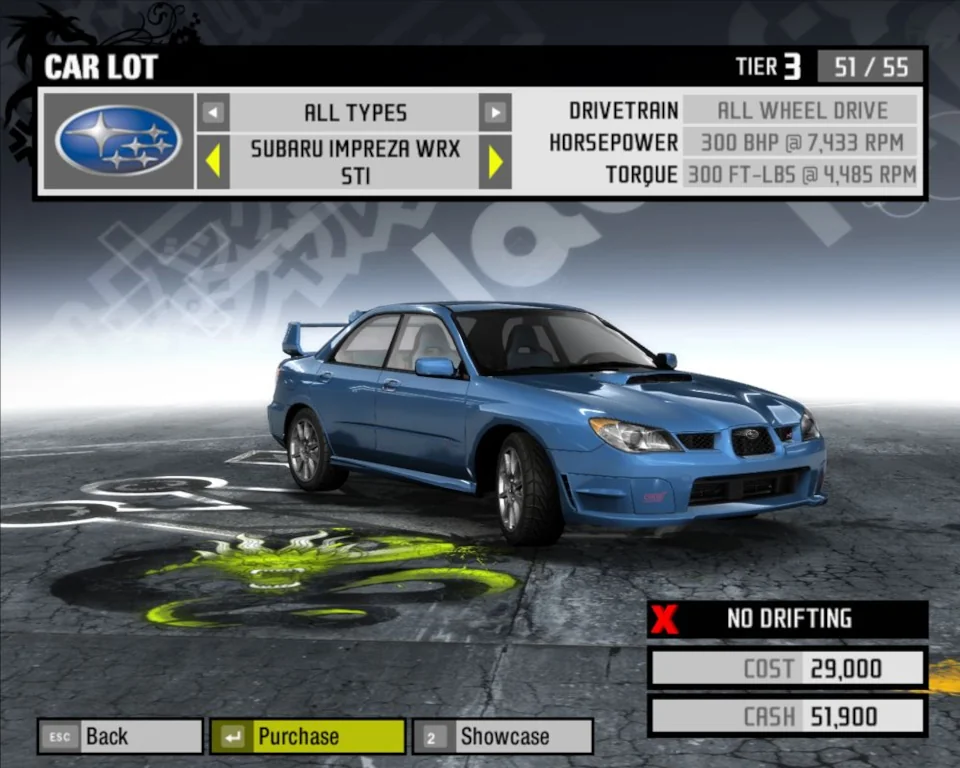 CAR LOT
TIER 3
51 / 55
ALL TYPES
SUBARU IMPREZA WRX
STI
DRIVETRAIN ALL WHEEL DRIVE
HORSEPOWER 300 BHP @ 7,433 RPM
TORQUE 300 FT-LBS @ 4,485 RPM
X NO DRIFTING
COST 29,000
CASH 51,900
ESC Back
Purchase
2 Showcase